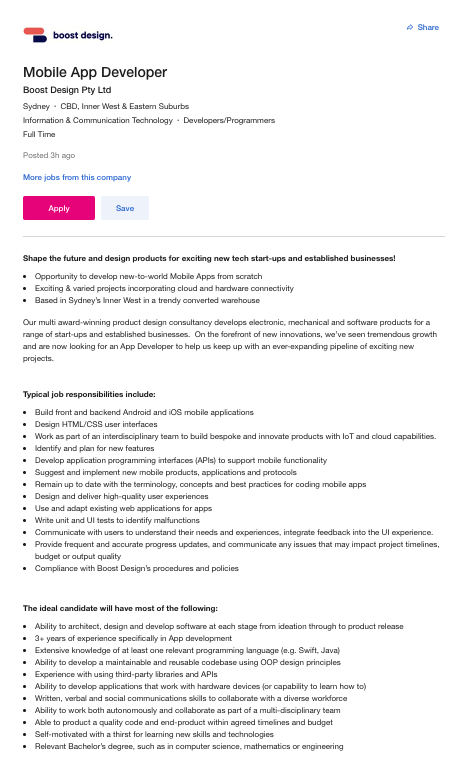 boost design.
Share
Mobile App Developer
Boost Design Pty Ltd
Sydney · CBD, Inner West & Eastern Suburbs
Information & Communication Technology · Developers/Programmers
Full Time
Posted 3h ago
More jobs from this company
Apply
Save
Shape the future and design products for exciting new tech start-ups and established businesses!
• Opportunity to develop new-to-world Mobile Apps from scratch
• Exciting & varied projects incorporating cloud and hardware connectivity
• Based in Sydney's Inner West in a trendy converted warehouse
Our multi award-winning product design consultancy develops electronic, mechanical and software products for a
range of start-ups and established businesses. On the forefront of new innovations, we've seen tremendous growth
and are now looking for an App Developer to help us keep up with an ever-expanding pipeline of exciting new
projects.
Typical job responsibilities include:
• Build front and backend Android and iOS mobile applications
• Design HTML/CSS user interfaces
• Work as part of an interdisciplinary team to build bespoke and innovate products with IoT and cloud capabilities.
• Identify and plan for new features
• Develop application programming interfaces (APIs) to support mobile functionality
• Suggest and implement new mobile products, applications and protocols
• Remain up to date with the terminology, concepts and best practices for coding mobile apps
• Design and deliver high-quality user experiences
• Use and adapt existing web applications for apps
• Write unit and UI tests to identify malfunctions
• Communicate with users to understand their needs and experiences, integrate feedback into the UI experience.
• Provide frequent and accurate progress updates, and communicate any issues that may impact project timelines,
budget or output quality
• Compliance with Boost Design's procedures and policies
The ideal candidate will have most of the following:
• Ability to architect, design and develop software at each stage from ideation through to product release
• 3+ years of experience specifically in App development
• Extensive knowledge of at least one relevant programming language (e.g. Swift, Java)
• Ability to develop a maintainable and reusable codebase using OOP design principles
• Experience with using third-party libraries and APIs
• Ability to develop applications that work with hardware devices (or capability to learn how to)
• Written, verbal and social communications skills to collaborate with a diverse workforce
• Ability to work both autonomously and collaborate as part of a multi-disciplinary team
• Able to product a quality code and end-product within agreed timelines and budget
• Self-motivated with a thirst for learning new skills and technologies
• Relevant Bachelor's degree, such as in computer science, mathematics or engineering